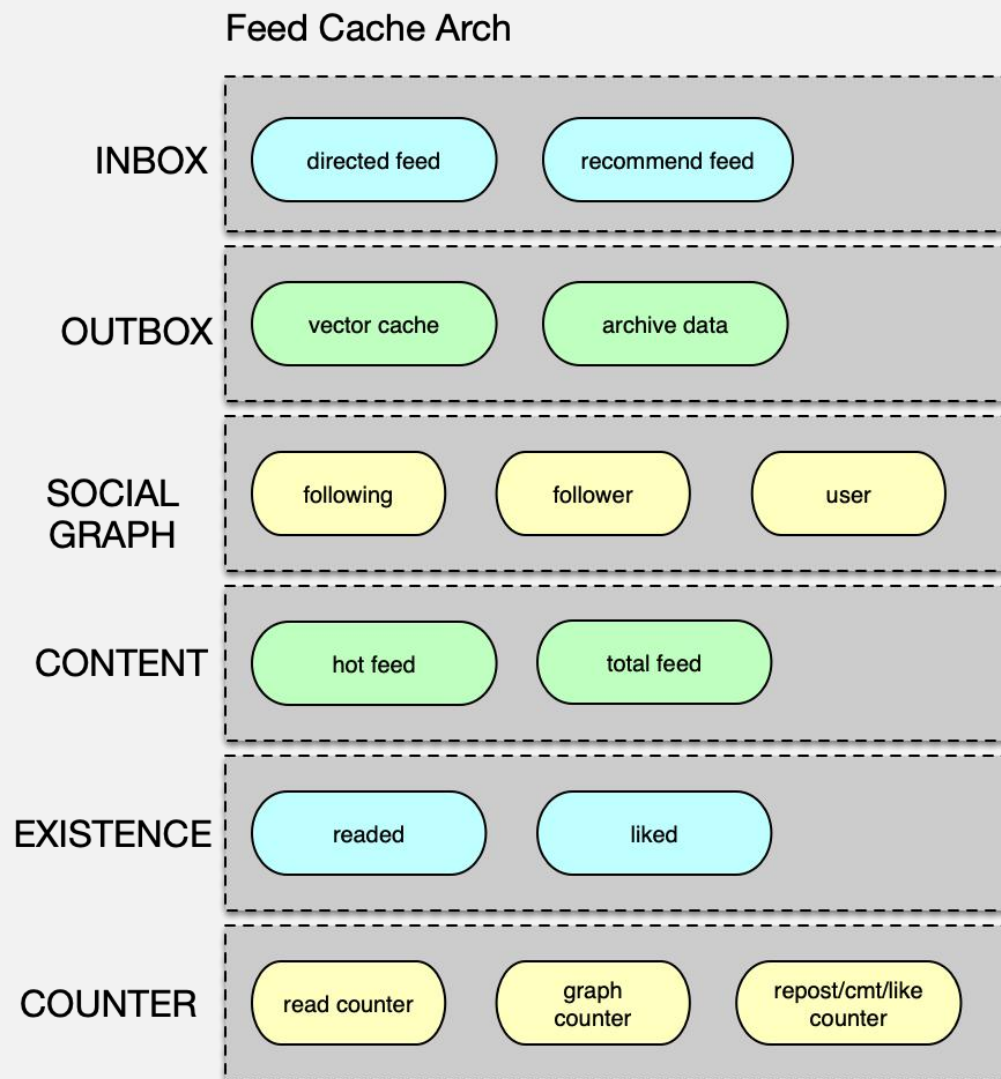 Feed Cache Arch
INBOX
directed feed
recommend feed
OUTBOX
vector cache
archive data
SOCIAL
GRAPH
following
follower
user
CONTENT
hot feed
total feed
EXISTENCE
readed
liked
COUNTER
read counter
graph
counter
repost/cmt/like
counter